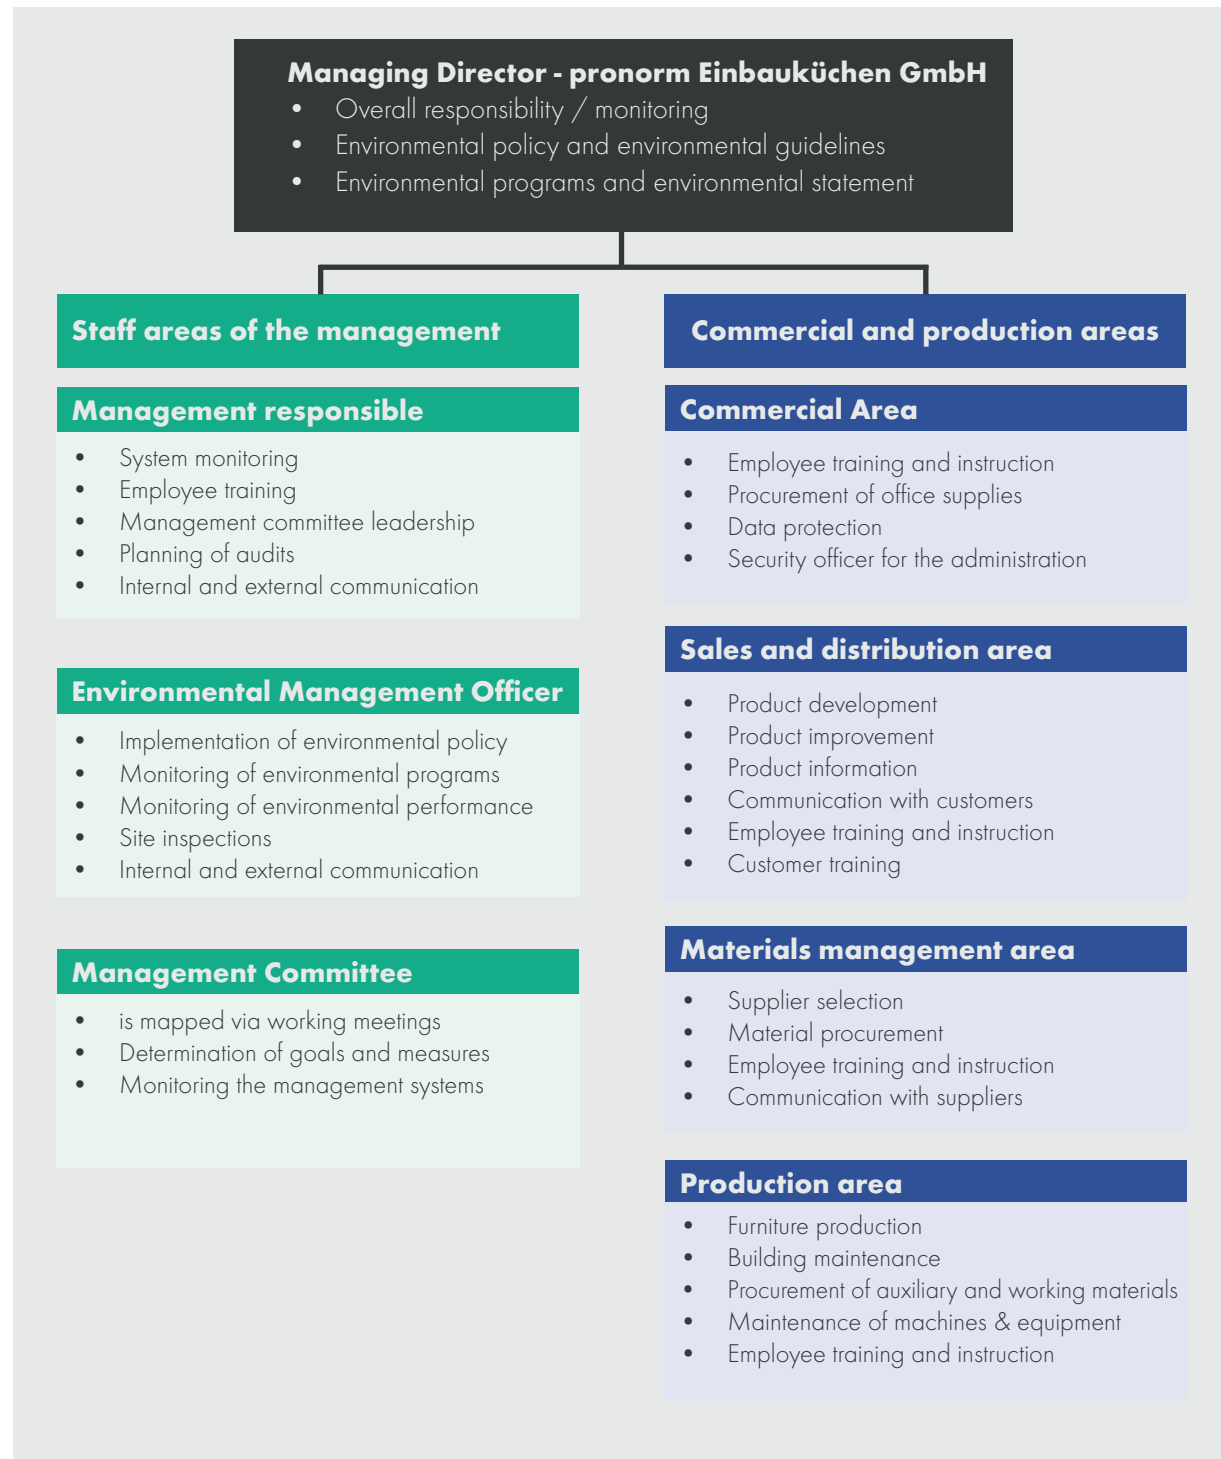 Managing Director - pronorm Einbauküchen GmbH
• Overall responsibility / monitoring
• Environmental policy and environmental guidelines
• Environmental programs and environmental statement
Staff areas of the management
Management responsible
• System monitoring
• Employee training
• Management committee leadership
• Planning of audits
• Internal and external communication
Environmental Management Officer
• Implementation of environmental policy
• Monitoring of environmental programs
• Monitoring of environmental performance
• Site inspections
• Internal and external communication
Management Committee
• is mapped via working meetings
• Determination of goals and measures
• Monitoring the management systems
Commercial and production areas
Commercial Area
• Employee training and instruction
• Procurement of office supplies
• Data protection
• Security officer for the administration
Sales and distribution area
• Product development
• Product improvement
• Product information
• Communication with customers
• Employee training and instruction
• Customer training
Materials management area
• Supplier selection
• Material procurement
• Employee training and instruction
• Communication with suppliers
Production area
• Furniture production
• Building maintenance
• Procurement of auxiliary and working materials
• Maintenance of machines & equipment
• Employee training and instruction